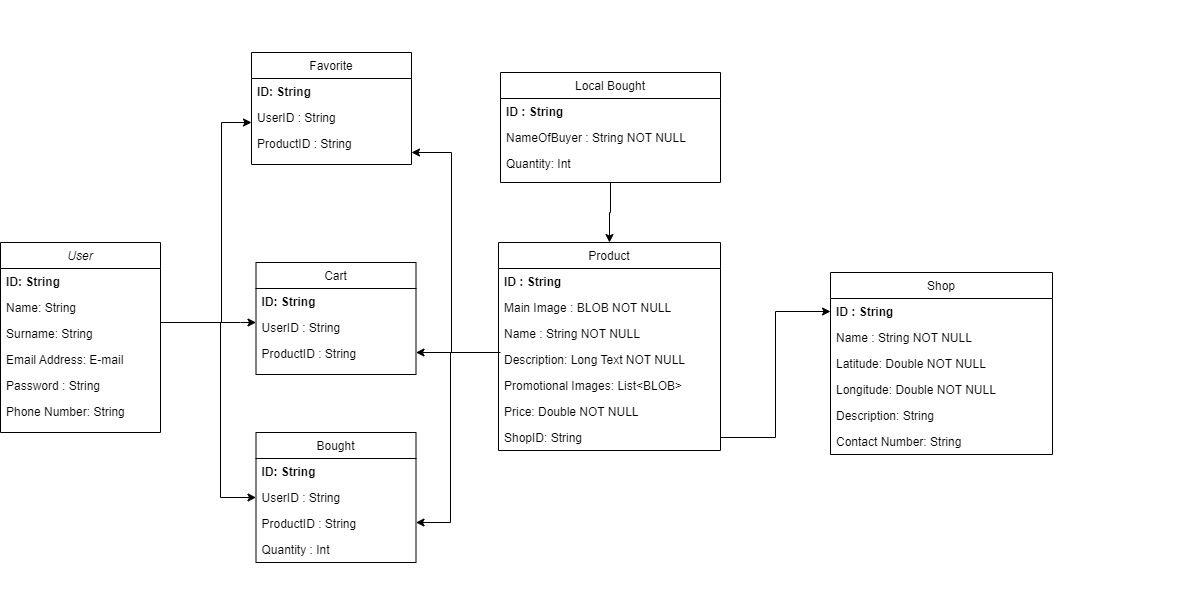 Favorite
ID: String
UserID : String
ProductID : String
Local Bought
ID : String
NameOfBuyer : String NOT NULL
Quantity: Int
User
ID: String
Name: String
Surname: String
Email Address: E-mail
Password : String
Phone Number: String
Cart
ID: String
UserID : String
ProductID : String
Product
ID : String
Main Image : BLOB NOT NULL
Name : String NOT NULL
Description: Long Text NOT NULL
Promotional Images: List<BLOB>
Price: Double NOT NULL
ShopID: String
Shop
ID : String
Name : String NOT NULL
Latitude: Double NOT NULL
Longitude: Double NOT NULL
Description: String
Contact Number: String
Bought
ID: String
UserID : String
ProductID : String
Quantity : Int